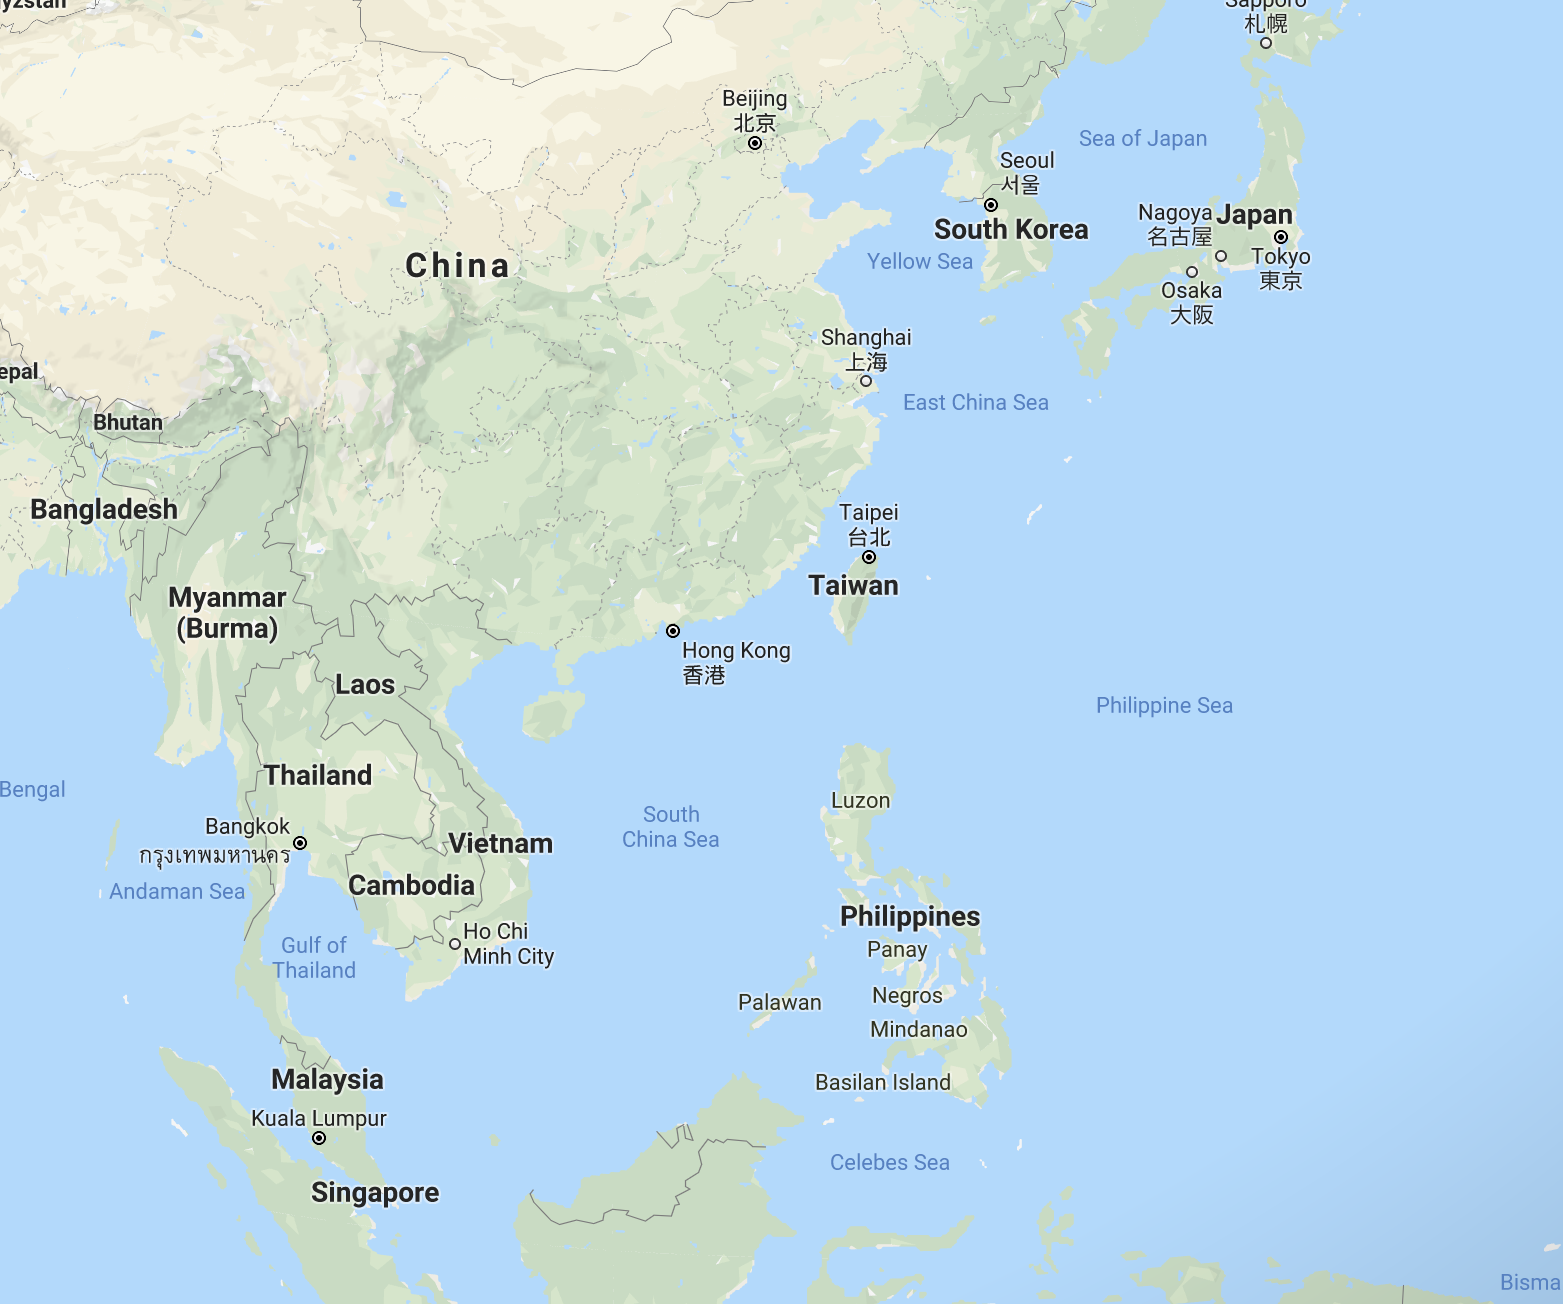 yzstan
Sapporo
札幌
Beijing
北京
Sea of Japan
Seoul
서울
South Korea
Nagoya
名古屋
Japan
Tokyo
東京
Osaka
大阪
Yellow Sea
China
Shanghai
上海
East China Sea
epal
Bhutan
Bangladesh
Taipei
台北
Taiwan
Myanmar
(Burma)
Hong Kong
香港
Laos
Philippine Sea
Thailand
Bengal
Luzon
South
China Sea
Bangkok
กรุงเทพมหานคร
Vietnam
Cambodia
Andaman Sea
Philippines
Ho Chi
Minh City
Gulf of
Thailand
Panay
Negros
Palawan
Mindanao
Malaysia
Basilan Island
Kuala Lumpur
Celebes Sea
Singapore
Bisma